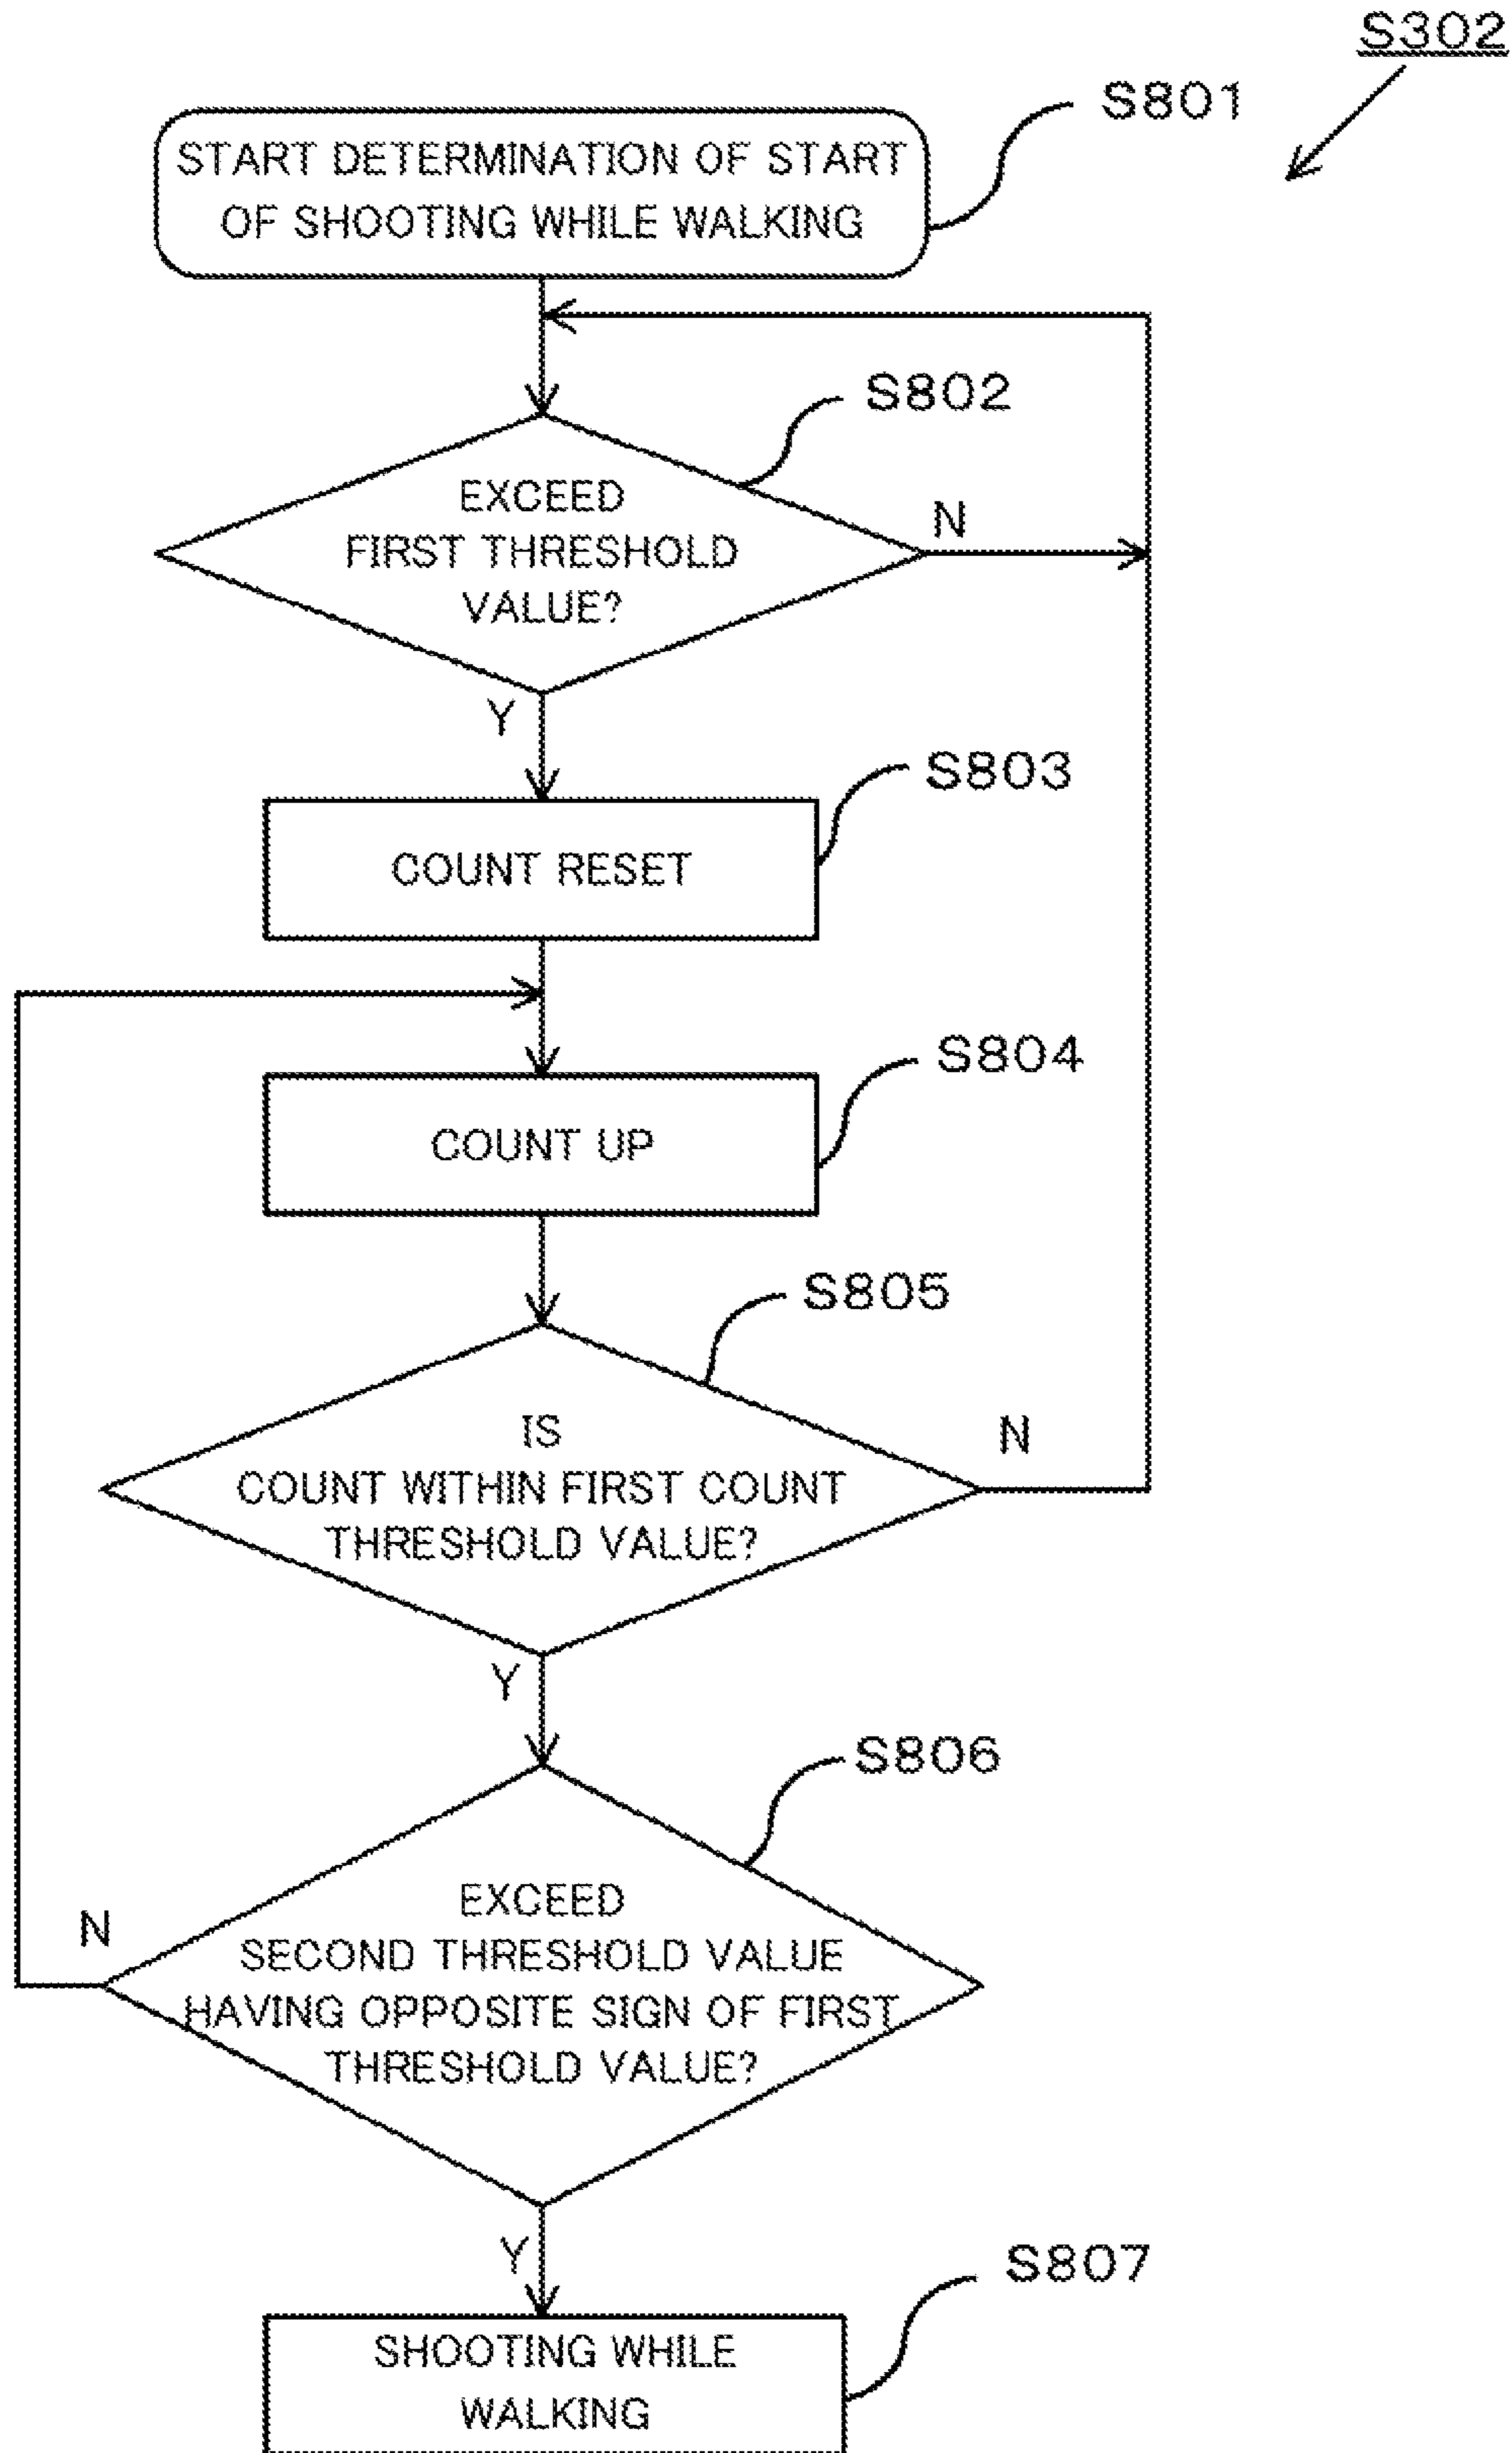 S302
S801
START DETERMINATION OF START
OF SHOOTING WHILE WALKING
S802
EXCEED
FIRST THRESHOLD
VALUE?
N
Y
S803
COUNT RESET
S804
COUNT UP
S805
IS
COUNT WITHIN FIRST COUNT
THRESHOLD VALUE?
N
Y
S806
EXCEED
SECOND THRESHOLD VALUE
HAVING OPPOSITE SIGN OF FIRST
THRESHOLD VALUE?
N
Y
S807
SHOOTING WHILE
WALKING